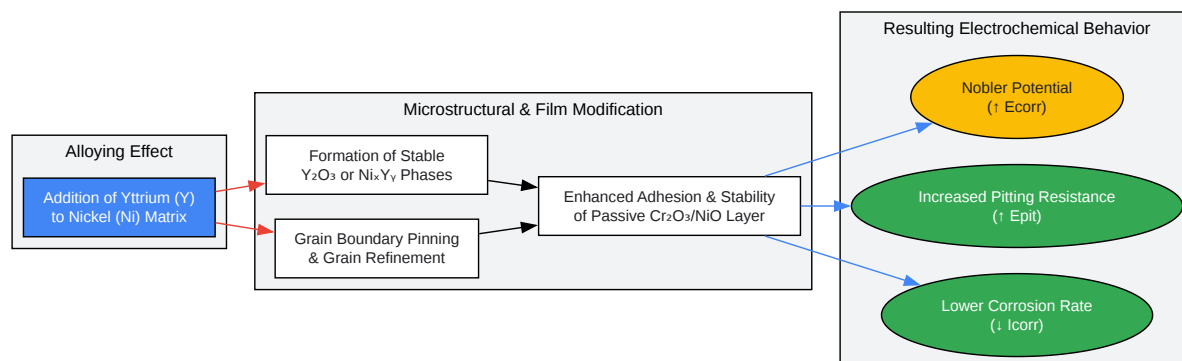 Alloying Effect
Addition of Yttrium (Y)
to Nickel (Ni) Matrix
Microstructural & Film Modification
Formation of Stable
Y₂O₃ or NiₓYᵧ Phases
Grain Boundary Pinning
& Grain Refinement
Enhanced Adhesion & Stability
of Passive Cr₂O₃/NiO Layer
Resulting Electrochemical Behavior
Nobler Potential
(↑ Ecorr)
Increased Pitting Resistance
(↑ Epit)
Lower Corrosion Rate
(↓ Icorr)